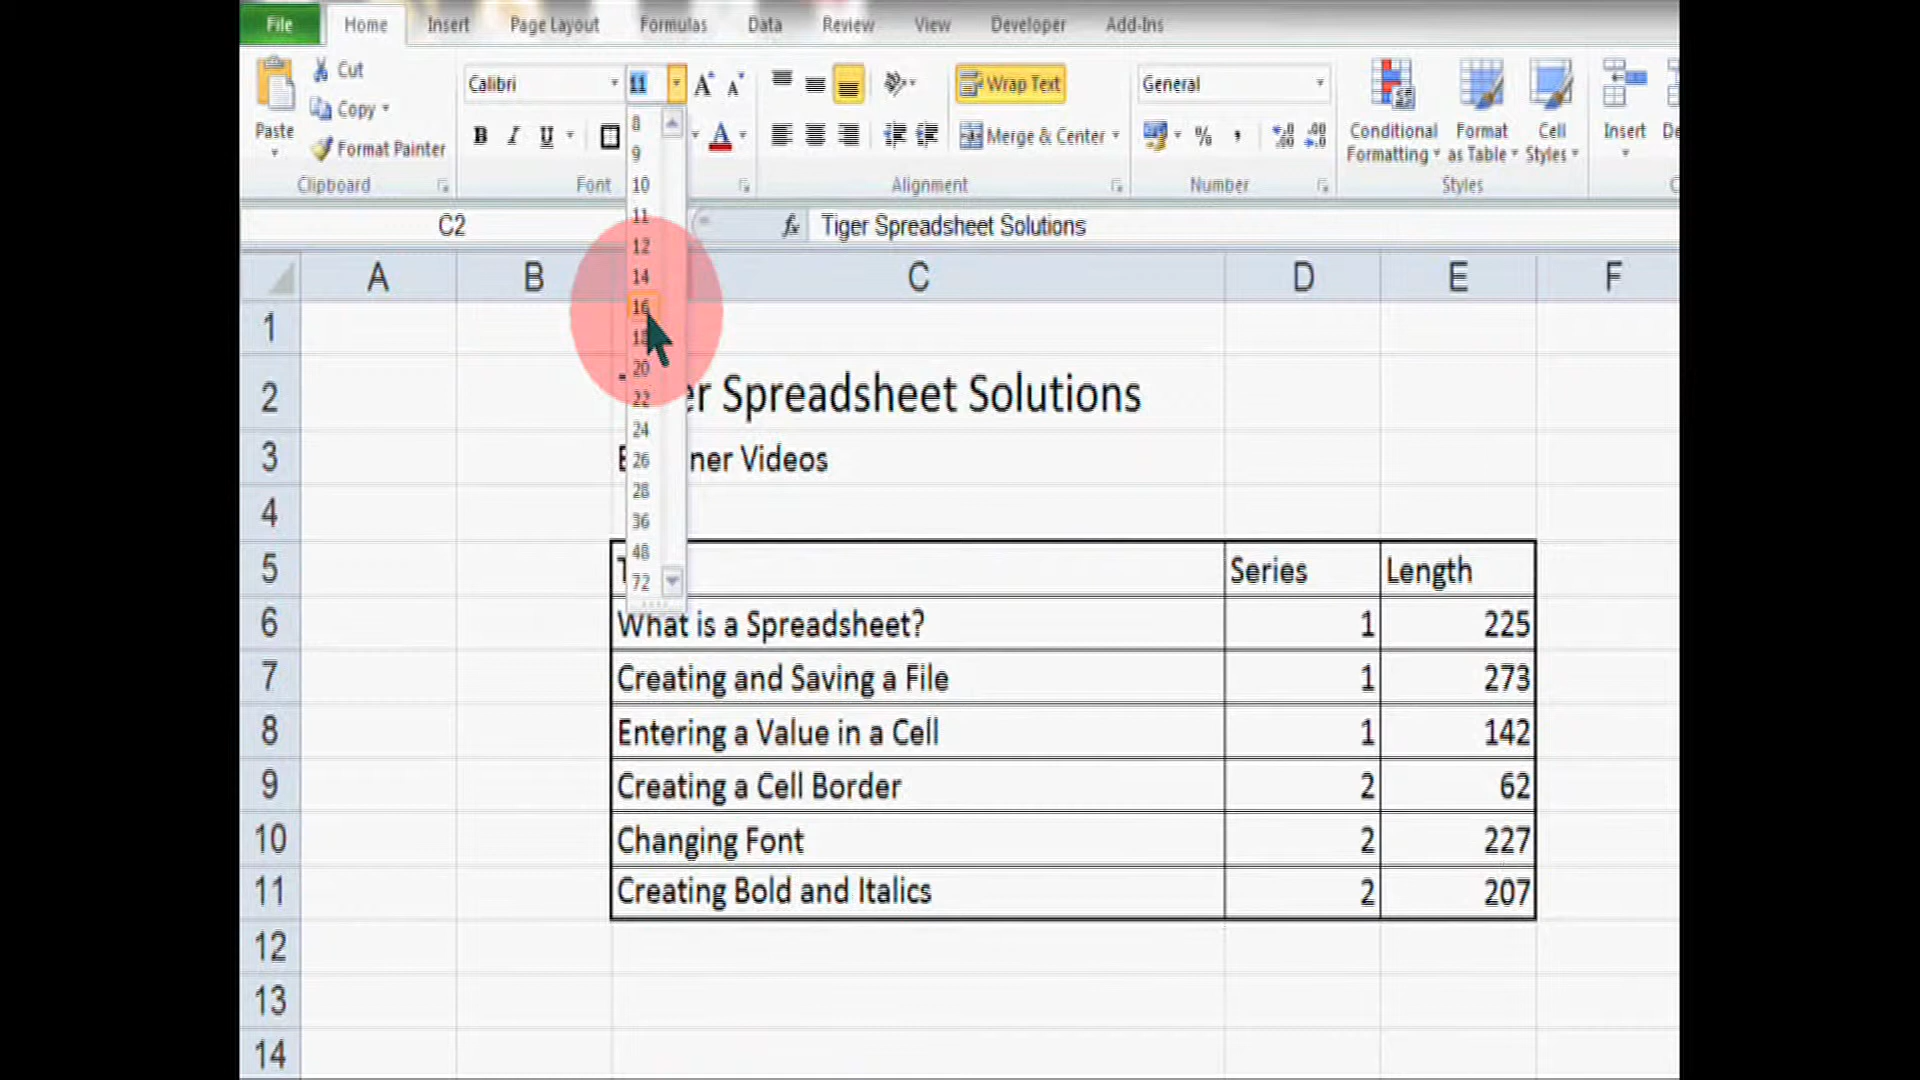 File Home Insert Page Layout Formulas Data Review View Developer Add-Ins
Cut
Copy
Paste
Format Painter
Clipboard
Calibri 11
B I U A
Font
Wrap Text
Merge & Center
Alignment
General
%
Number
Conditional Formatting
Format as Table
Cell Styles
Styles
Insert
C2 fx Tiger Spreadsheet Solutions
8
9
10
11
12
14
16
18
20
22
24
26
28
36
48
72
A B C D E F
1
2 er Spreadsheet Solutions
3 ner Videos
4
5 Series Length
6 What is a Spreadsheet? 1 225
7 Creating and Saving a File 1 273
8 Entering a Value in a Cell 1 142
9 Creating a Cell Border 2 62
10 Changing Font 2 227
11 Creating Bold and Italics 2 207
12
13
14